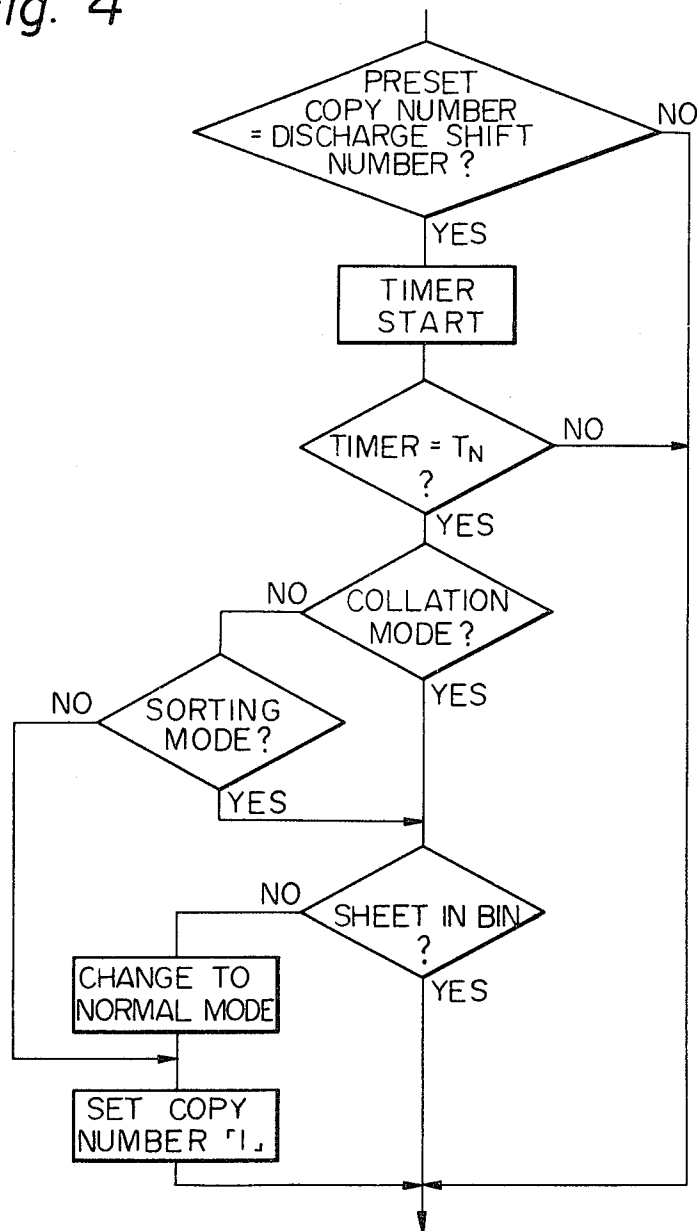 Fig. 4
PRESET
COPY NUMBER
= DISCHARGE SHIFT
NUMBER ?
NO
YES
TIMER
START
TIMER = TN
?
NO
YES
COLLATION
MODE?
NO
YES
SORTING
MODE?
NO
YES
SHEET IN BIN
?
NO
YES
CHANGE TO
NORMAL MODE
SET COPY
NUMBER「1」